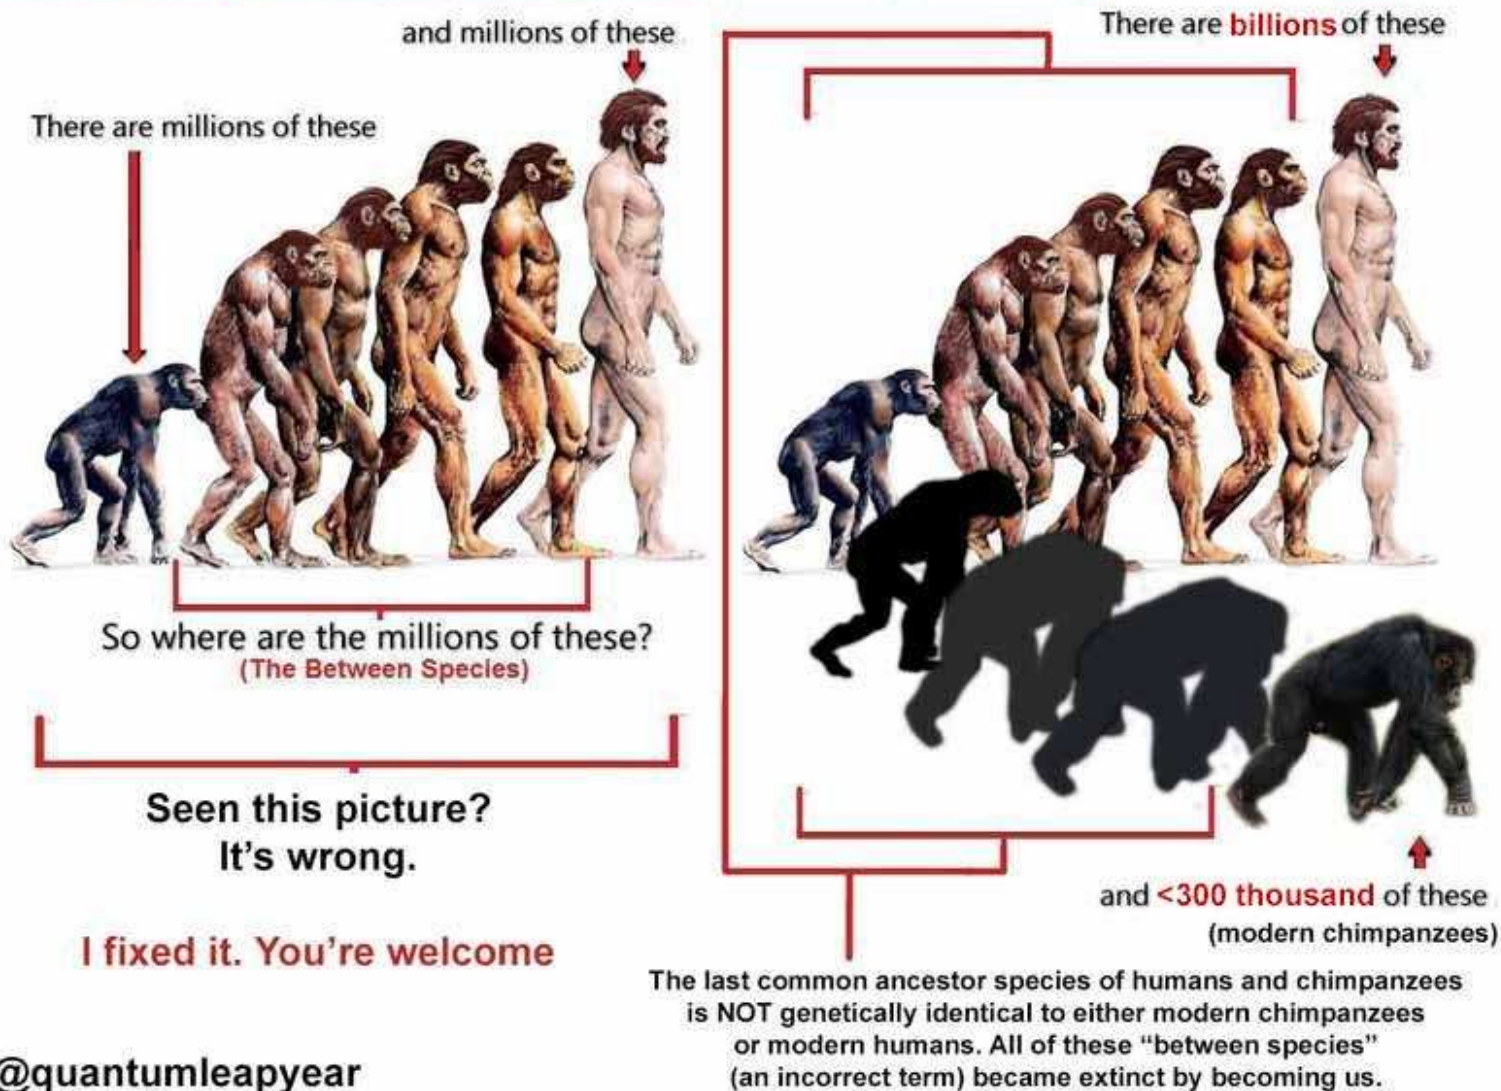 and millions of these
There are millions of these
So where are the millions of these?
(The Between Species)
Seen this picture?
It's wrong.
I fixed it. You're welcome
@quantumleapyear
There are billions of these
and <300 thousand of these
(modern chimpanzees)
The last common ancestor species of humans and chimpanzees
is NOT genetically identical to either modern chimpanzees
or modern humans. All of these “between species”
(an incorrect term) became extinct by becoming us.